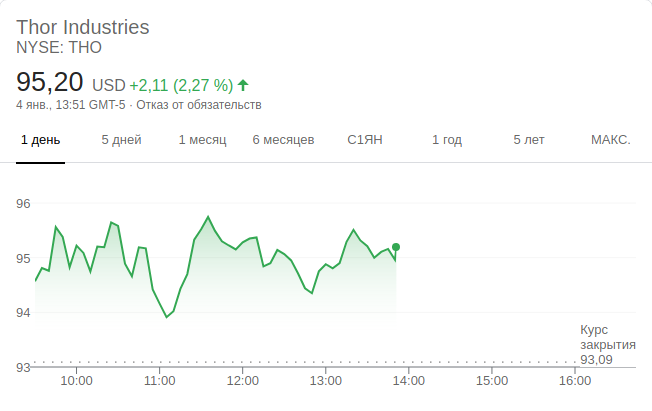 Thor Industries
NYSE: THO
95,20 USD +2,11 (2,27 %)
4 янв., 13:51 GMT-5 · Отказ от обязательств
1 день 5 дней 1 месяц 6 месяцев С1ЯН 1 год 5 лет МАКС.
96
95
94
Курс
закрытия
93,09
93
10:00 11:00 12:00 13:00 14:00 15:00 16:00